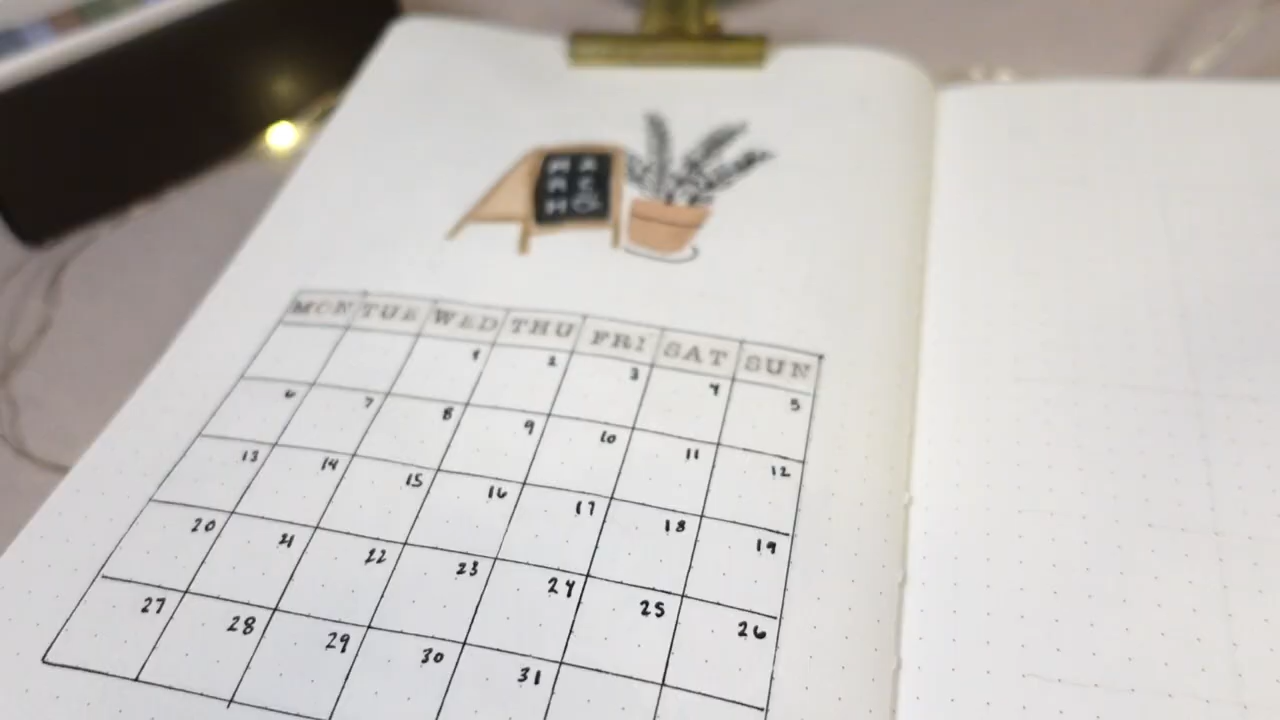 MA
RC
H
MON TUE WED THU FRI SAT SUN
1 2 3 4 5
6 7 8 9 10 11 12
13 14 15 16 17 18 19
20 21 22 23 24 25 26
27 28 29 30 31